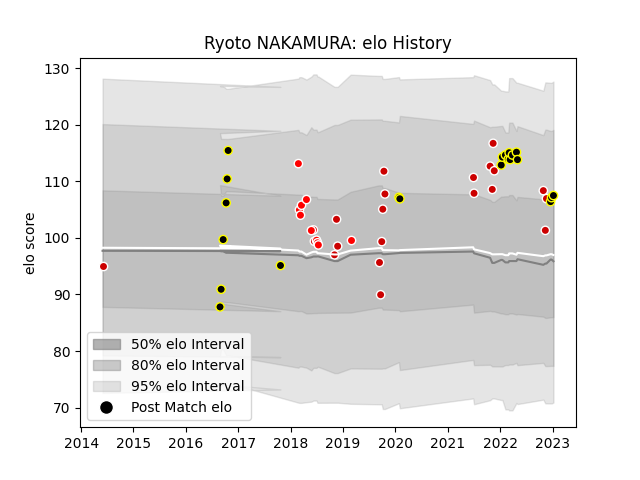 Ryoto NAKAMURA: elo History
elo score
130
120
110
100
90
80
70
50% elo Interval
80% elo Interval
95% elo Interval
Post Match elo
2014 2015 2016 2017 2018 2019 2020 2021 2022 2023